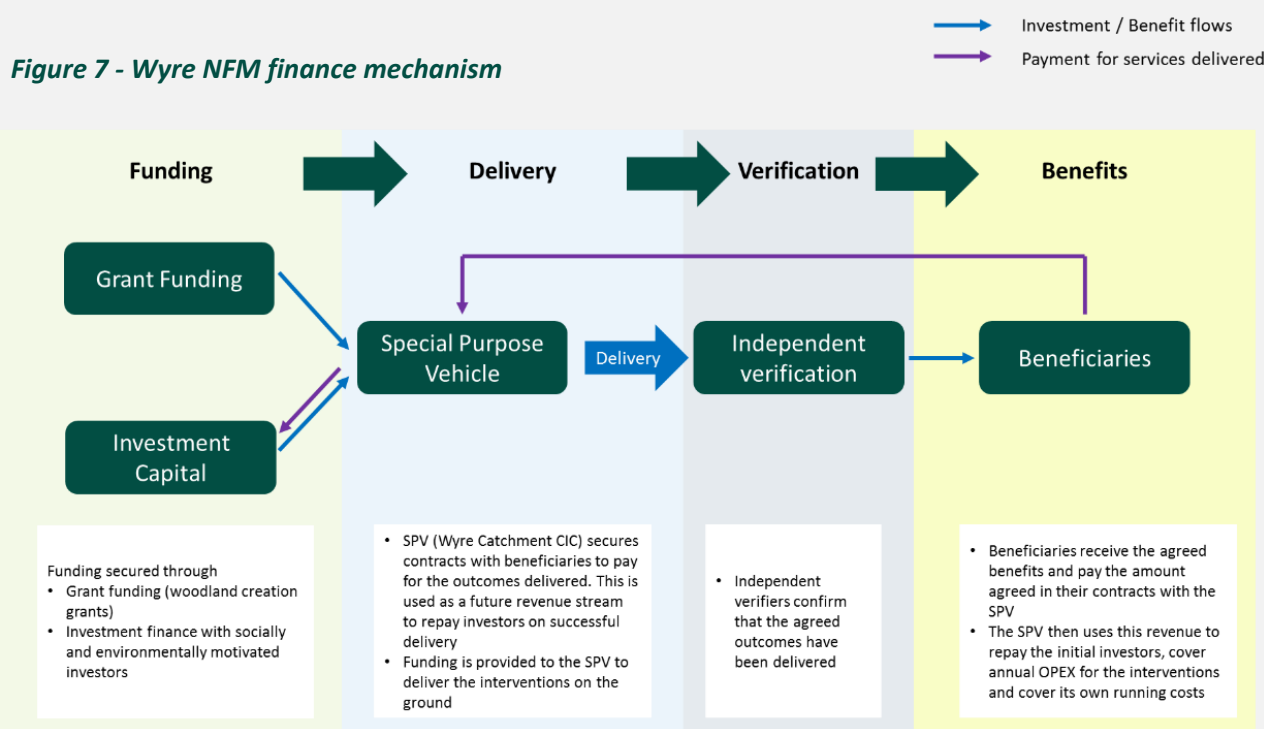 Investment / Benefit flows
Payment for services delivered
Figure 7 - Wyre NFM finance mechanism
Funding
Delivery
Verification
Benefits
Grant Funding
Special Purpose
Vehicle
Delivery
Independent
verification
Beneficiaries
Investment
Capital
Funding secured through
• Grant funding (woodland creation
grants)
• Investment finance with socially
and environmentally motivated
investors
• SPV (Wyre Catchment CIC) secures
contracts with beneficiaries to pay
for the outcomes delivered. This is
used as a future revenue stream
to repay investors on successful
delivery
• Funding is provided to the SPV to
deliver the interventions on the
ground
• Independent
verifiers confirm
that the agreed
outcomes have
been delivered
• Beneficiaries receive the agreed
benefits and pay the amount
agreed in their contracts with the
SPV
• The SPV then uses this revenue to
repay the initial investors, cover
annual OPEX for the interventions
and cover its own running costs